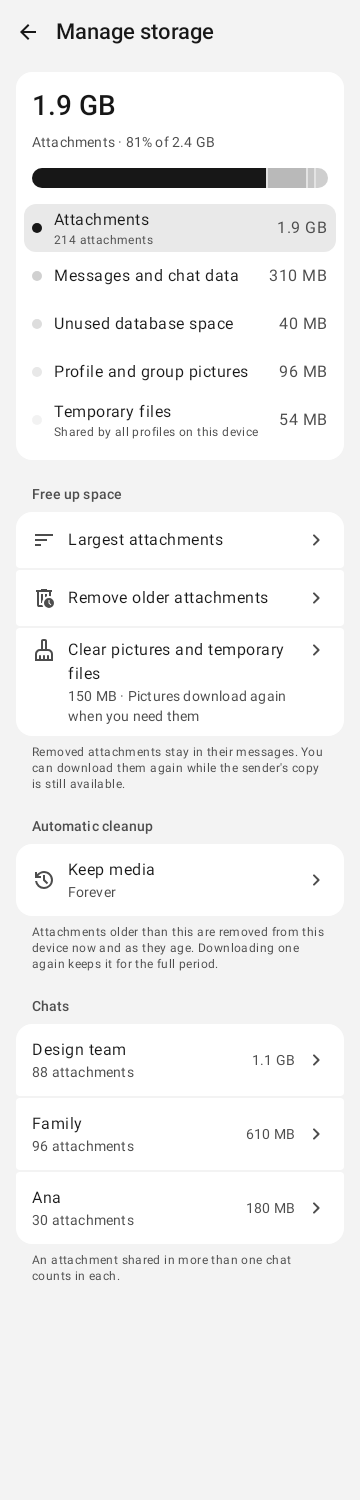 Manage storage
1.9 GB
Attachments · 81% of 2.4 GB
Attachments
214 attachments
1.9 GB
Messages and chat data
310 MB
Unused database space
40 MB
Profile and group pictures
96 MB
Temporary files
Shared by all profiles on this device
54 MB
Free up space
Largest attachments
Remove older attachments
Clear pictures and temporary
files
150 MB · Pictures download again
when you need them
Removed attachments stay in their messages. You
can download them again while the sender's copy
is still available.
Automatic cleanup
Keep media
Forever
Attachments older than this are removed from this
device now and as they age. Downloading one
again keeps it for the full period.
Chats
Design team
88 attachments
1.1 GB
Family
96 attachments
610 MB
Ana
30 attachments
180 MB
An attachment shared in more than one chat
counts in each.